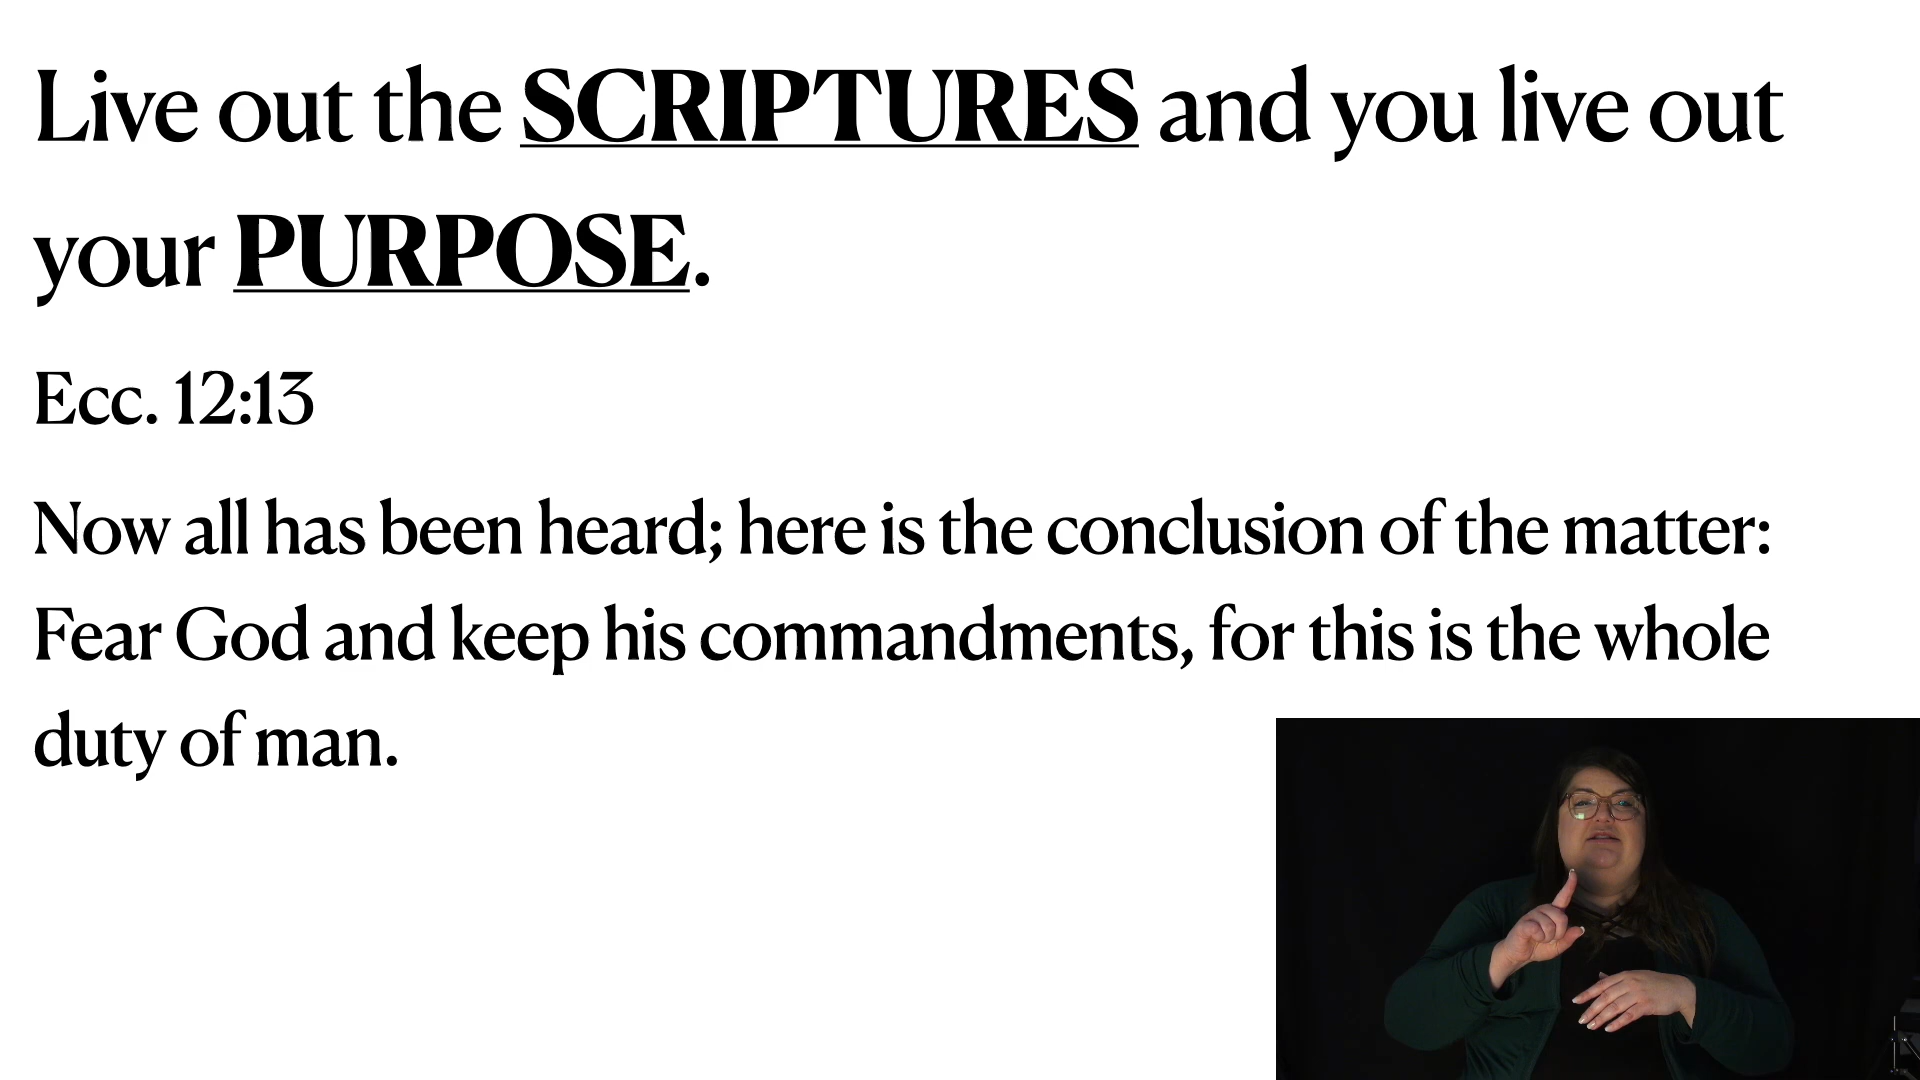 Live out the SCRIPTURES and you live out
your PURPOSE.
Ecc. 12:13
Now all has been heard; here is the conclusion of the matter:
Fear God and keep his commandments, for this is the whole
duty of man.